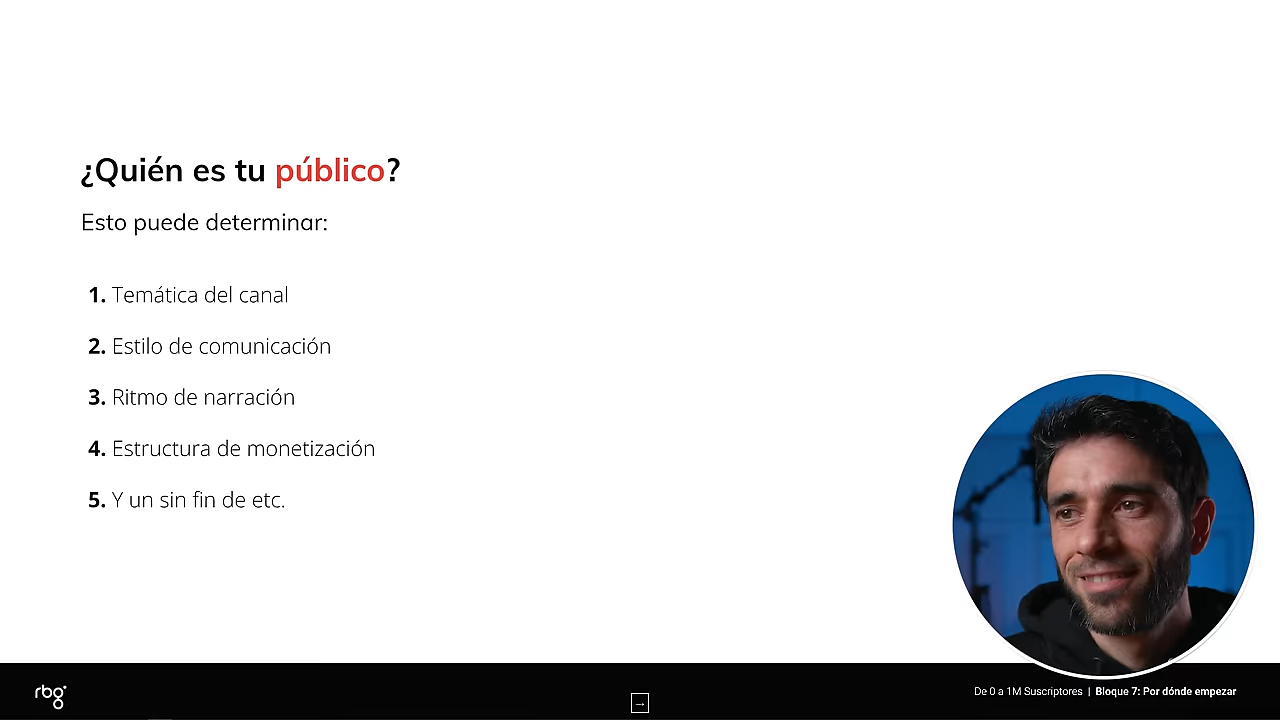 ¿Quién es tu público?
Esto puede determinar:
1. Temática del canal
2. Estilo de comunicación
3. Ritmo de narración
4. Estructura de monetización
5. Y un sin fin de etc.
rbg
→
De 0 a 1M Suscriptores | Bloque 7: Por dónde empezar